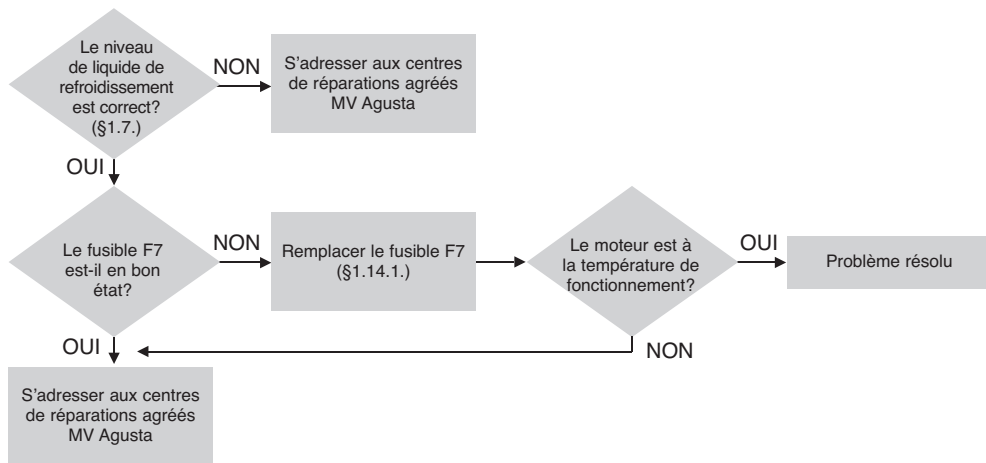 Le niveau
de liquide de
refroidissement
est correct?
(§1.7.)
NON
S'adresser aux centres
de réparations agréés
MV Agusta
OUI
Le fusible F7
est-il en bon
état?
NON
Remplacer le fusible F7
(§1.14.1.)
Le moteur est à
la température de
fonctionnement?
OUI
Problème résolu
OUI
NON
S'adresser aux centres
de réparations agréés
MV Agusta